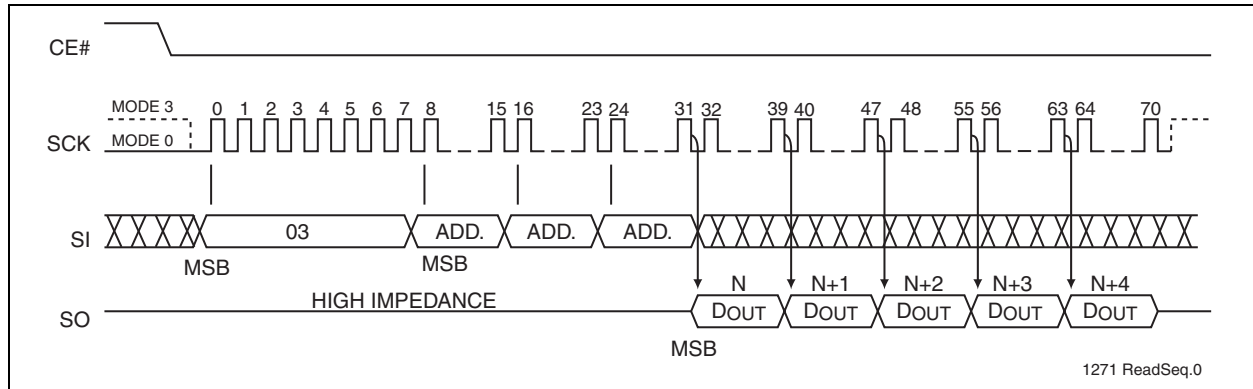 CE#
MODE 3
0 1 2 3 4 5 6 7 8 15 16 23 24 31 32 39 40 47 48 55 56 63 64 70
SCK
MODE 0
SI
03
ADD.
ADD.
ADD.
MSB
MSB
N
N+1
N+2
N+3
N+4
HIGH IMPEDANCE
SO
DOUT
DOUT
DOUT
DOUT
DOUT
MSB
1271 ReadSeq.0